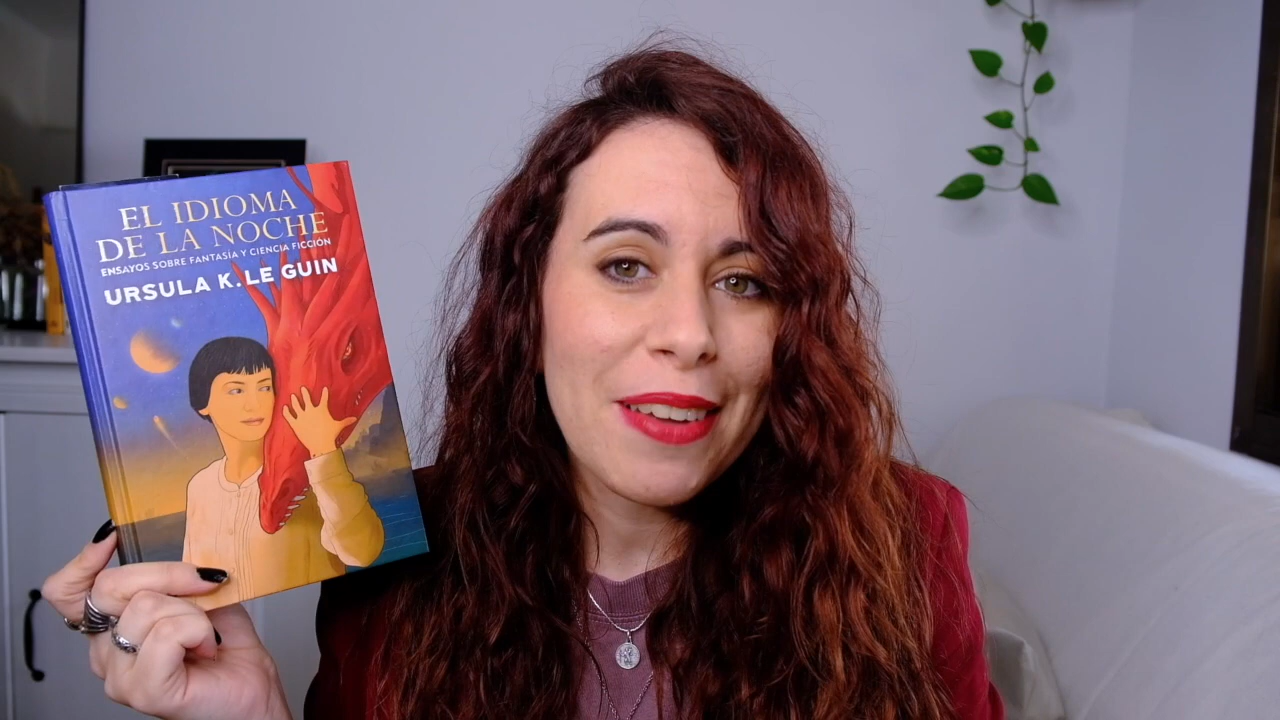 EL IDIOMA
DE LA NOCHE
ENSAYOS SOBRE FANTASÍA Y CIENCIA FICCIÓN
URSULA K. LE GUIN